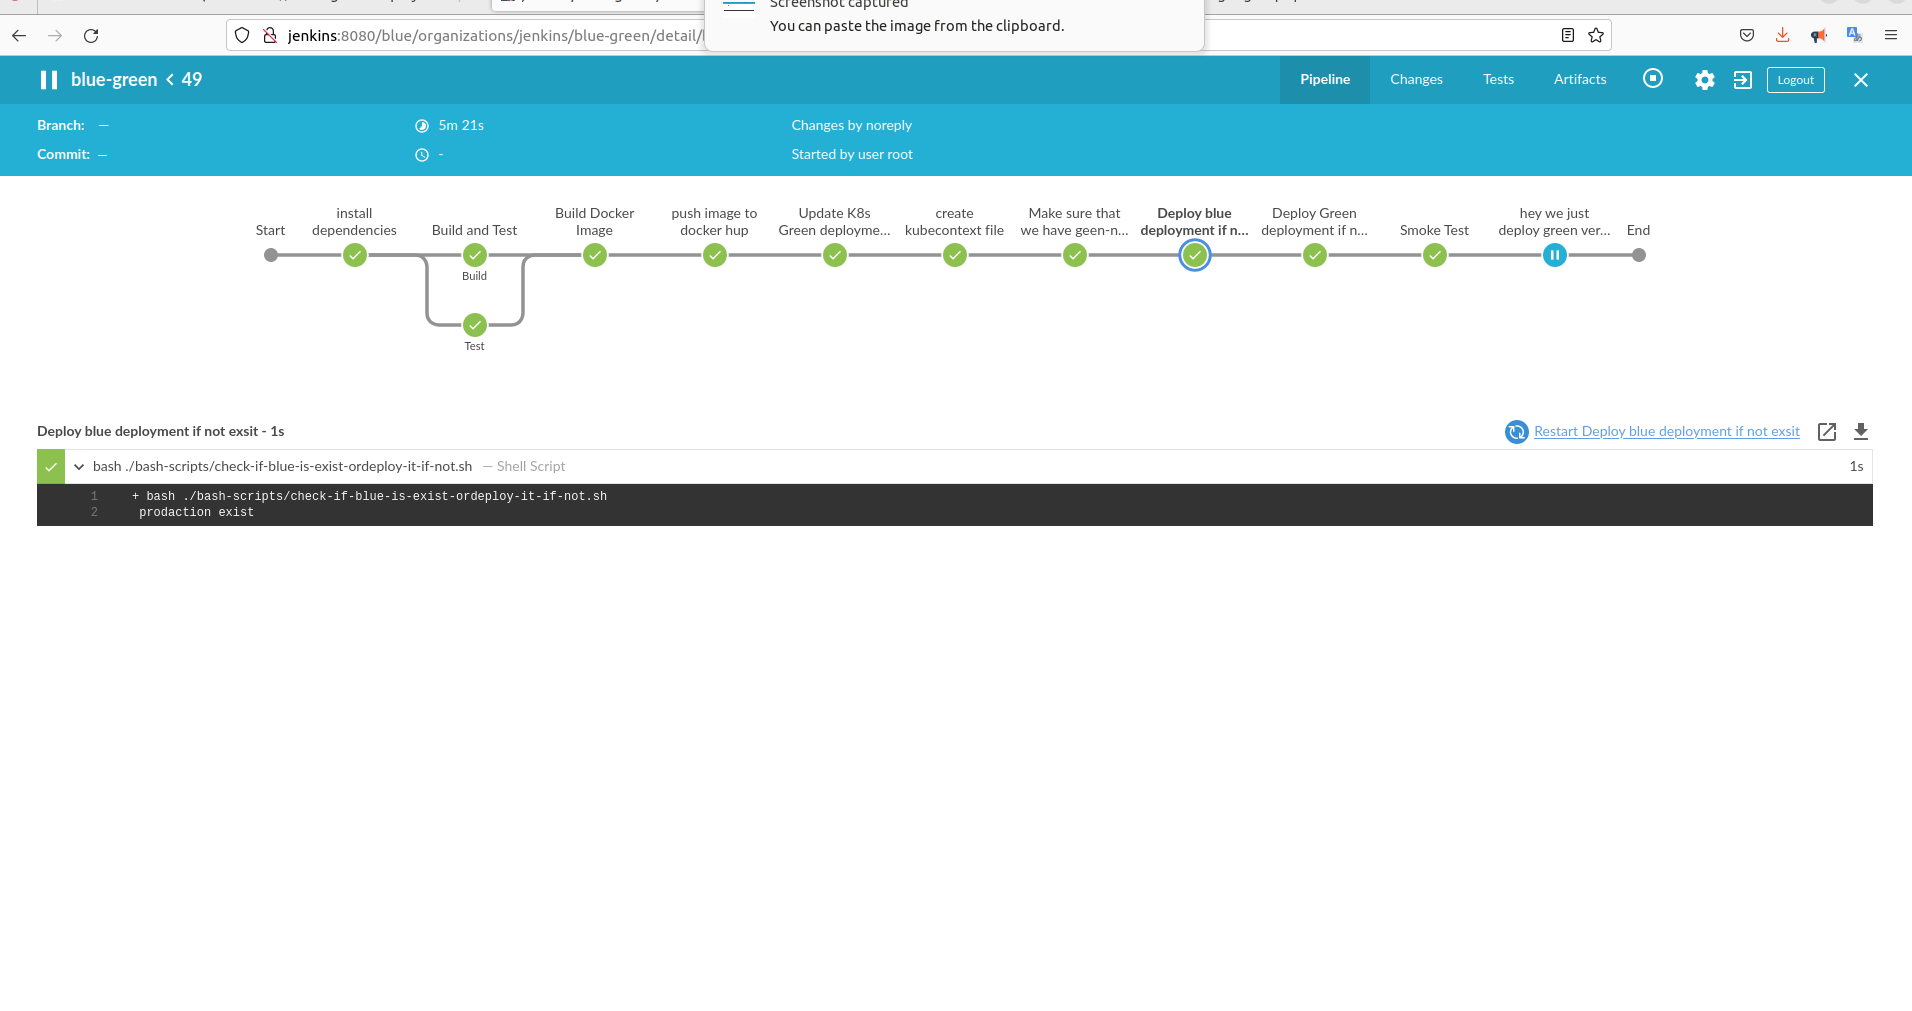 Screenshot captured
You can paste the image from the clipboard.
jenkins:8080/blue/organizations/jenkins/blue-green/detail/
blue-green < 49
Pipeline
Changes
Tests
Artifacts
Logout
Branch: —
5m 21s
Changes by noreply
Commit: —
-
Started by user root
Start
install
dependencies
Build and Test
Build Docker
Image
push image to
docker hup
Update K8s
Green deployme...
create
kubecontext file
Make sure that
we have geen-n...
Deploy blue
deployment if n...
Deploy Green
deployment if n...
Smoke Test
hey we just
deploy green ver...
End
Build
Test
Deploy blue deployment if not exsit - 1s
Restart Deploy blue deployment if not exsit
bash ./bash-scripts/check-if-blue-is-exist-ordeploy-it-if-not.sh — Shell Script
1s
1 + bash ./bash-scripts/check-if-blue-is-exist-ordeploy-it-if-not.sh
2 prodaction exist